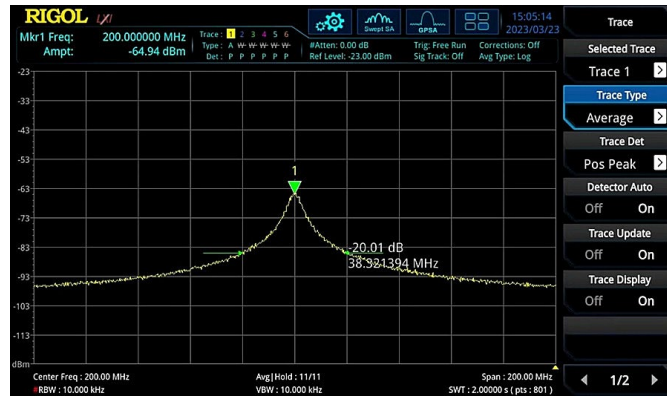 RIGOL LXI
Mkr1 Freq: 200.000000 MHz
Ampt: -64.94 dBm
Trace: 1 2 3 4 5 6
Type: A W W W W W
Det: P P P P P P
Swept SA
GPSA
#Atten: 0.00 dB
Ref Level: -23.00 dBm
Trig: Free Run
Sig Track: Off
Corrections: Off
Avg Type: Log
15:05:14
2023/03/23
-23
-33
-43
-53
-63
-73
-83
-93
-103
-113
dBm
1
-20.01 dB
38.321394 MHz
Center Freq : 200.00 MHz
Avg|Hold : 11/11
Span : 200.00 MHz
#RBW : 10.000 kHz
VBW : 10.000 kHz
SWT : 2.00000 s ( pts : 801 )
Trace
Selected Trace
Trace 1
Trace Type
Average
Trace Det
Pos Peak
Detector Auto
Off On
Trace Update
Off On
Trace Display
Off On
1/2